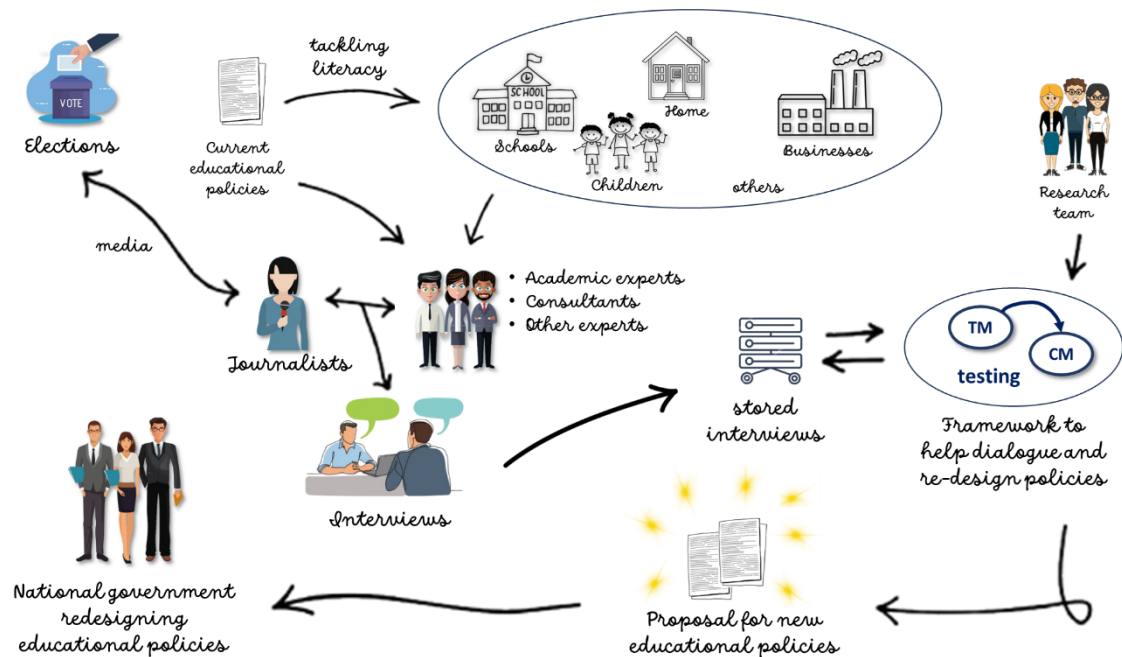 tackling
literacy
VOTE
Elections
Current
educational
policies
SCHOOL
Schools
Home
Children
Businesses
others
Research
team
media
Journalists
• Academic experts
• Consultants
• Other experts
Interviews
stored
interviews
TM
CM
testing
Framework to
help dialogue and
re-design policies
National government
redesigning
educational policies
Proposal for new
educational policies